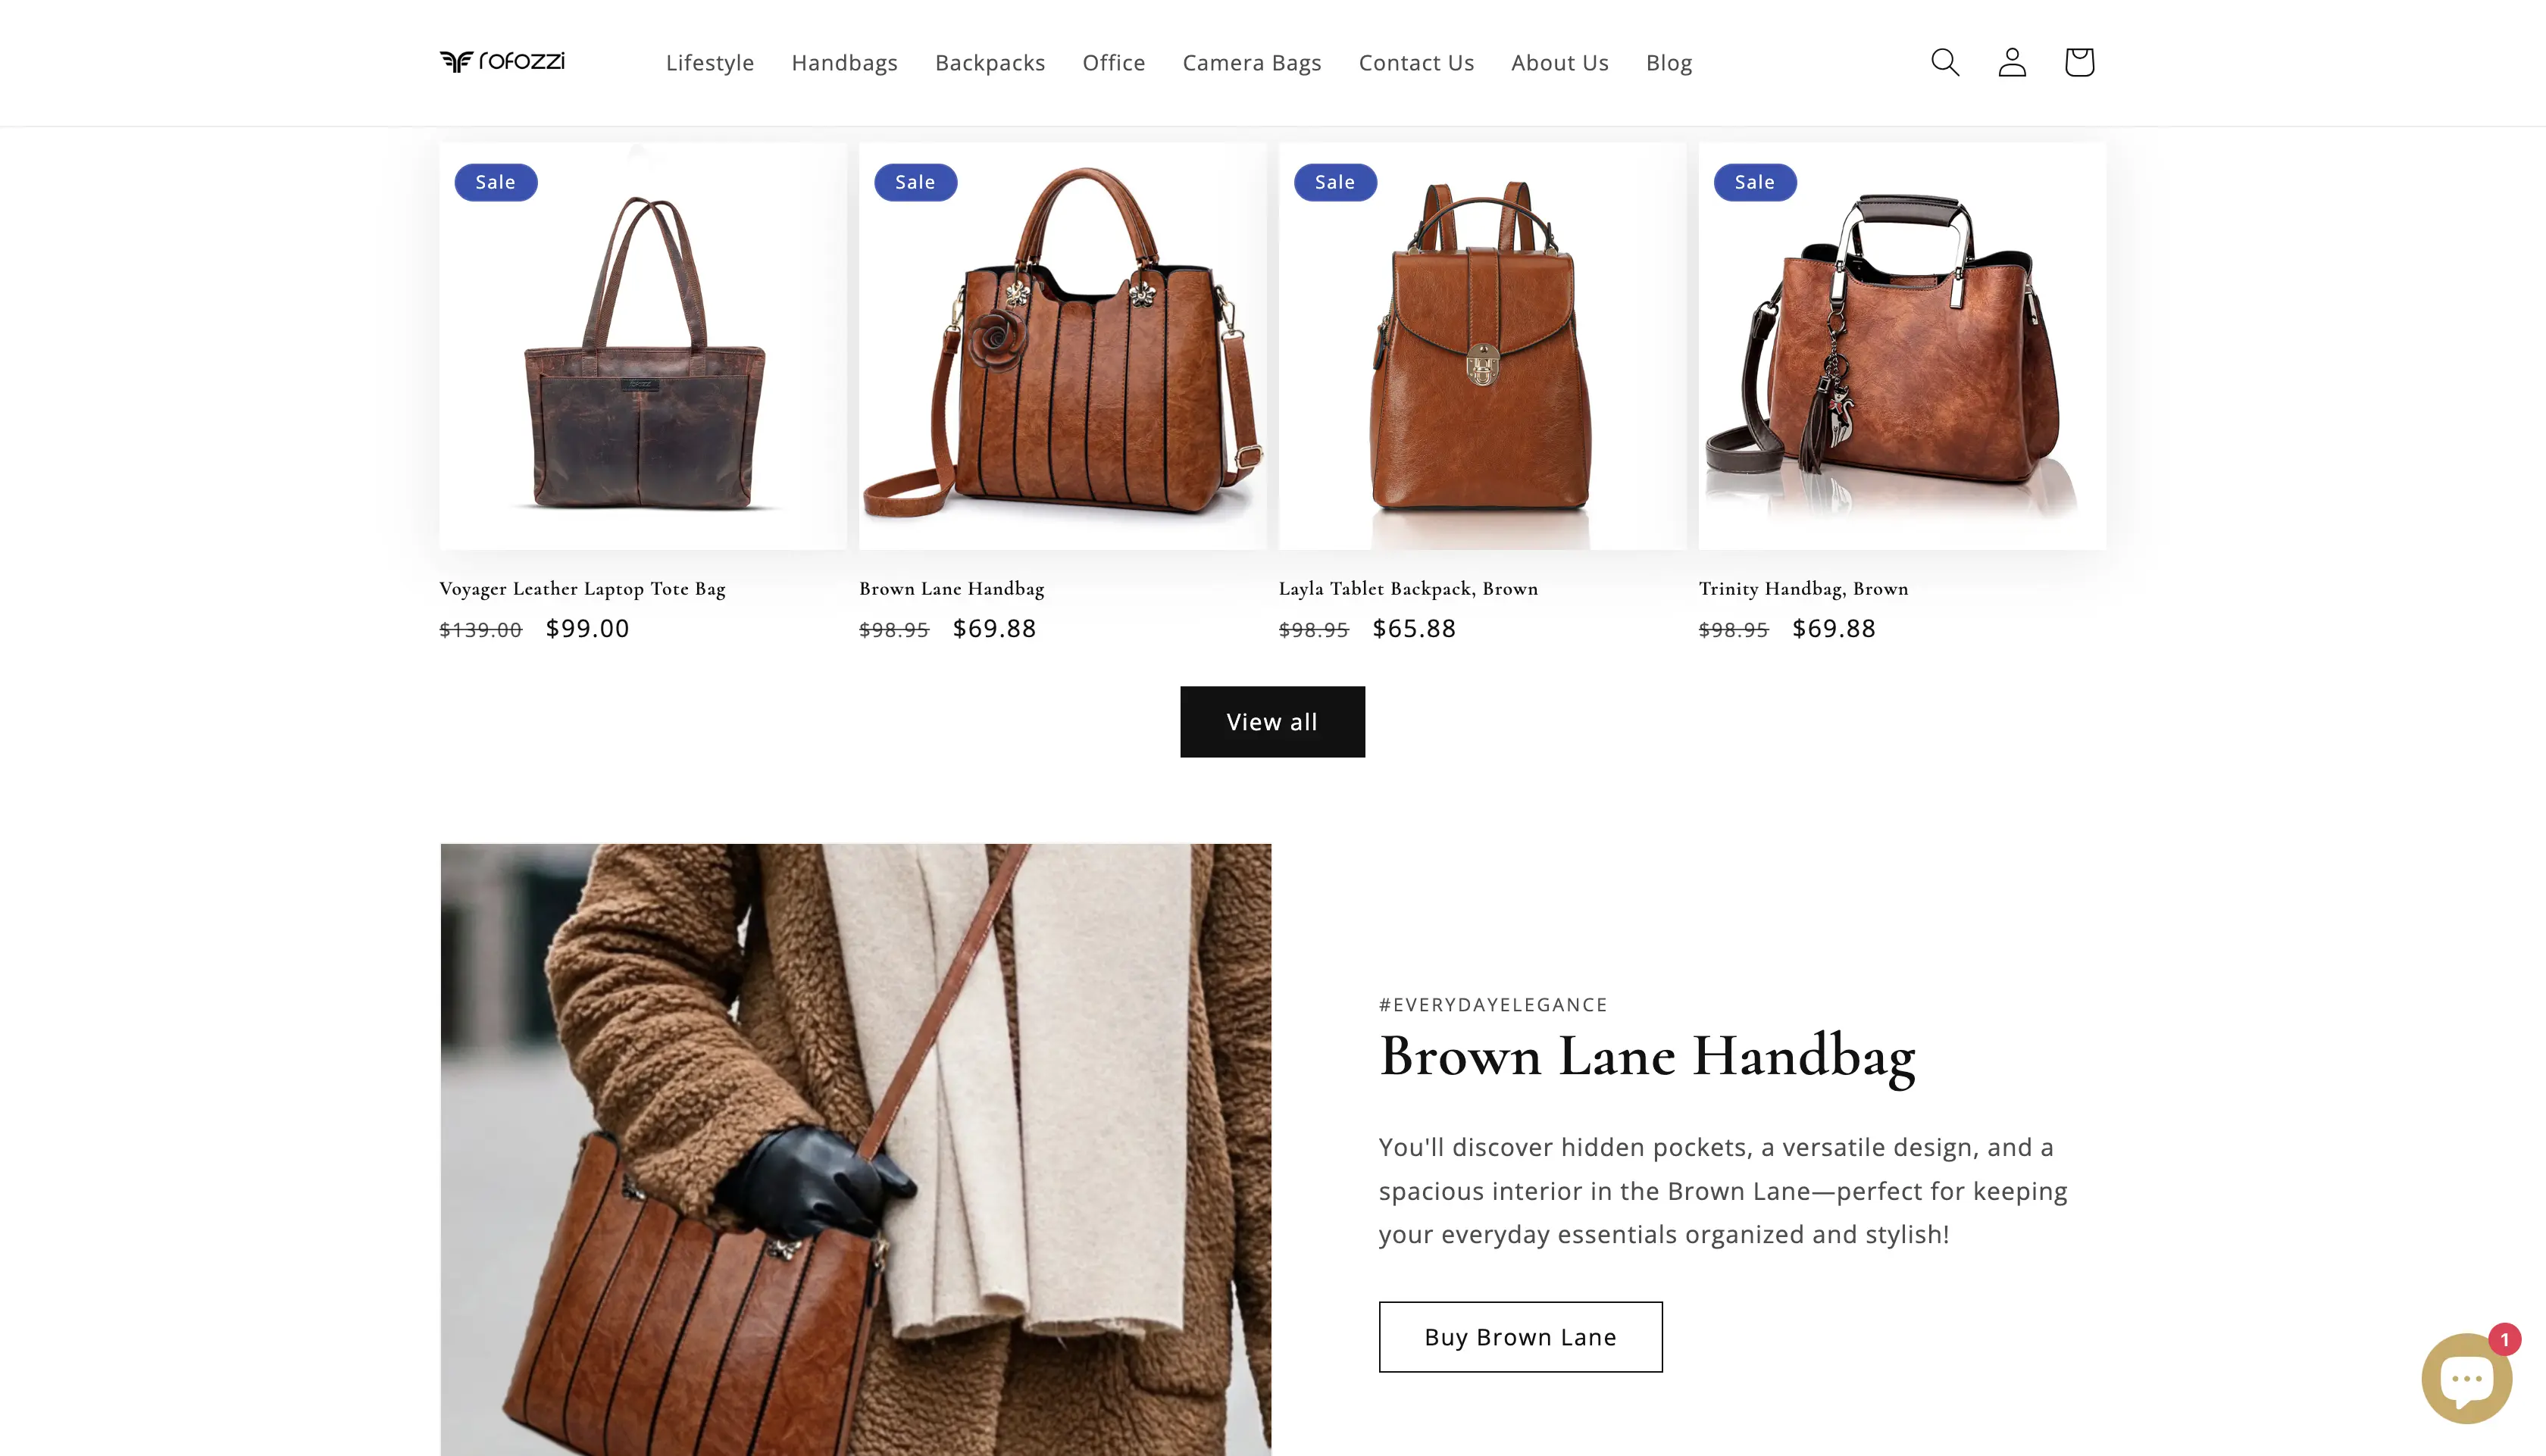 rofozzi
Lifestyle Handbags Backpacks Office Camera Bags Contact Us About Us Blog
Sale Sale Sale Sale
Voyager Leather Laptop Tote Bag
$139.00 $99.00
Brown Lane Handbag
$98.95 $69.88
Layla Tablet Backpack, Brown
$98.95 $65.88
Trinity Handbag, Brown
$98.95 $69.88
View all
#EVERYDAYELEGANCE
Brown Lane Handbag
You'll discover hidden pockets, a versatile design, and a
spacious interior in the Brown Lane—perfect for keeping
your everyday essentials organized and stylish!
Buy Brown Lane
1